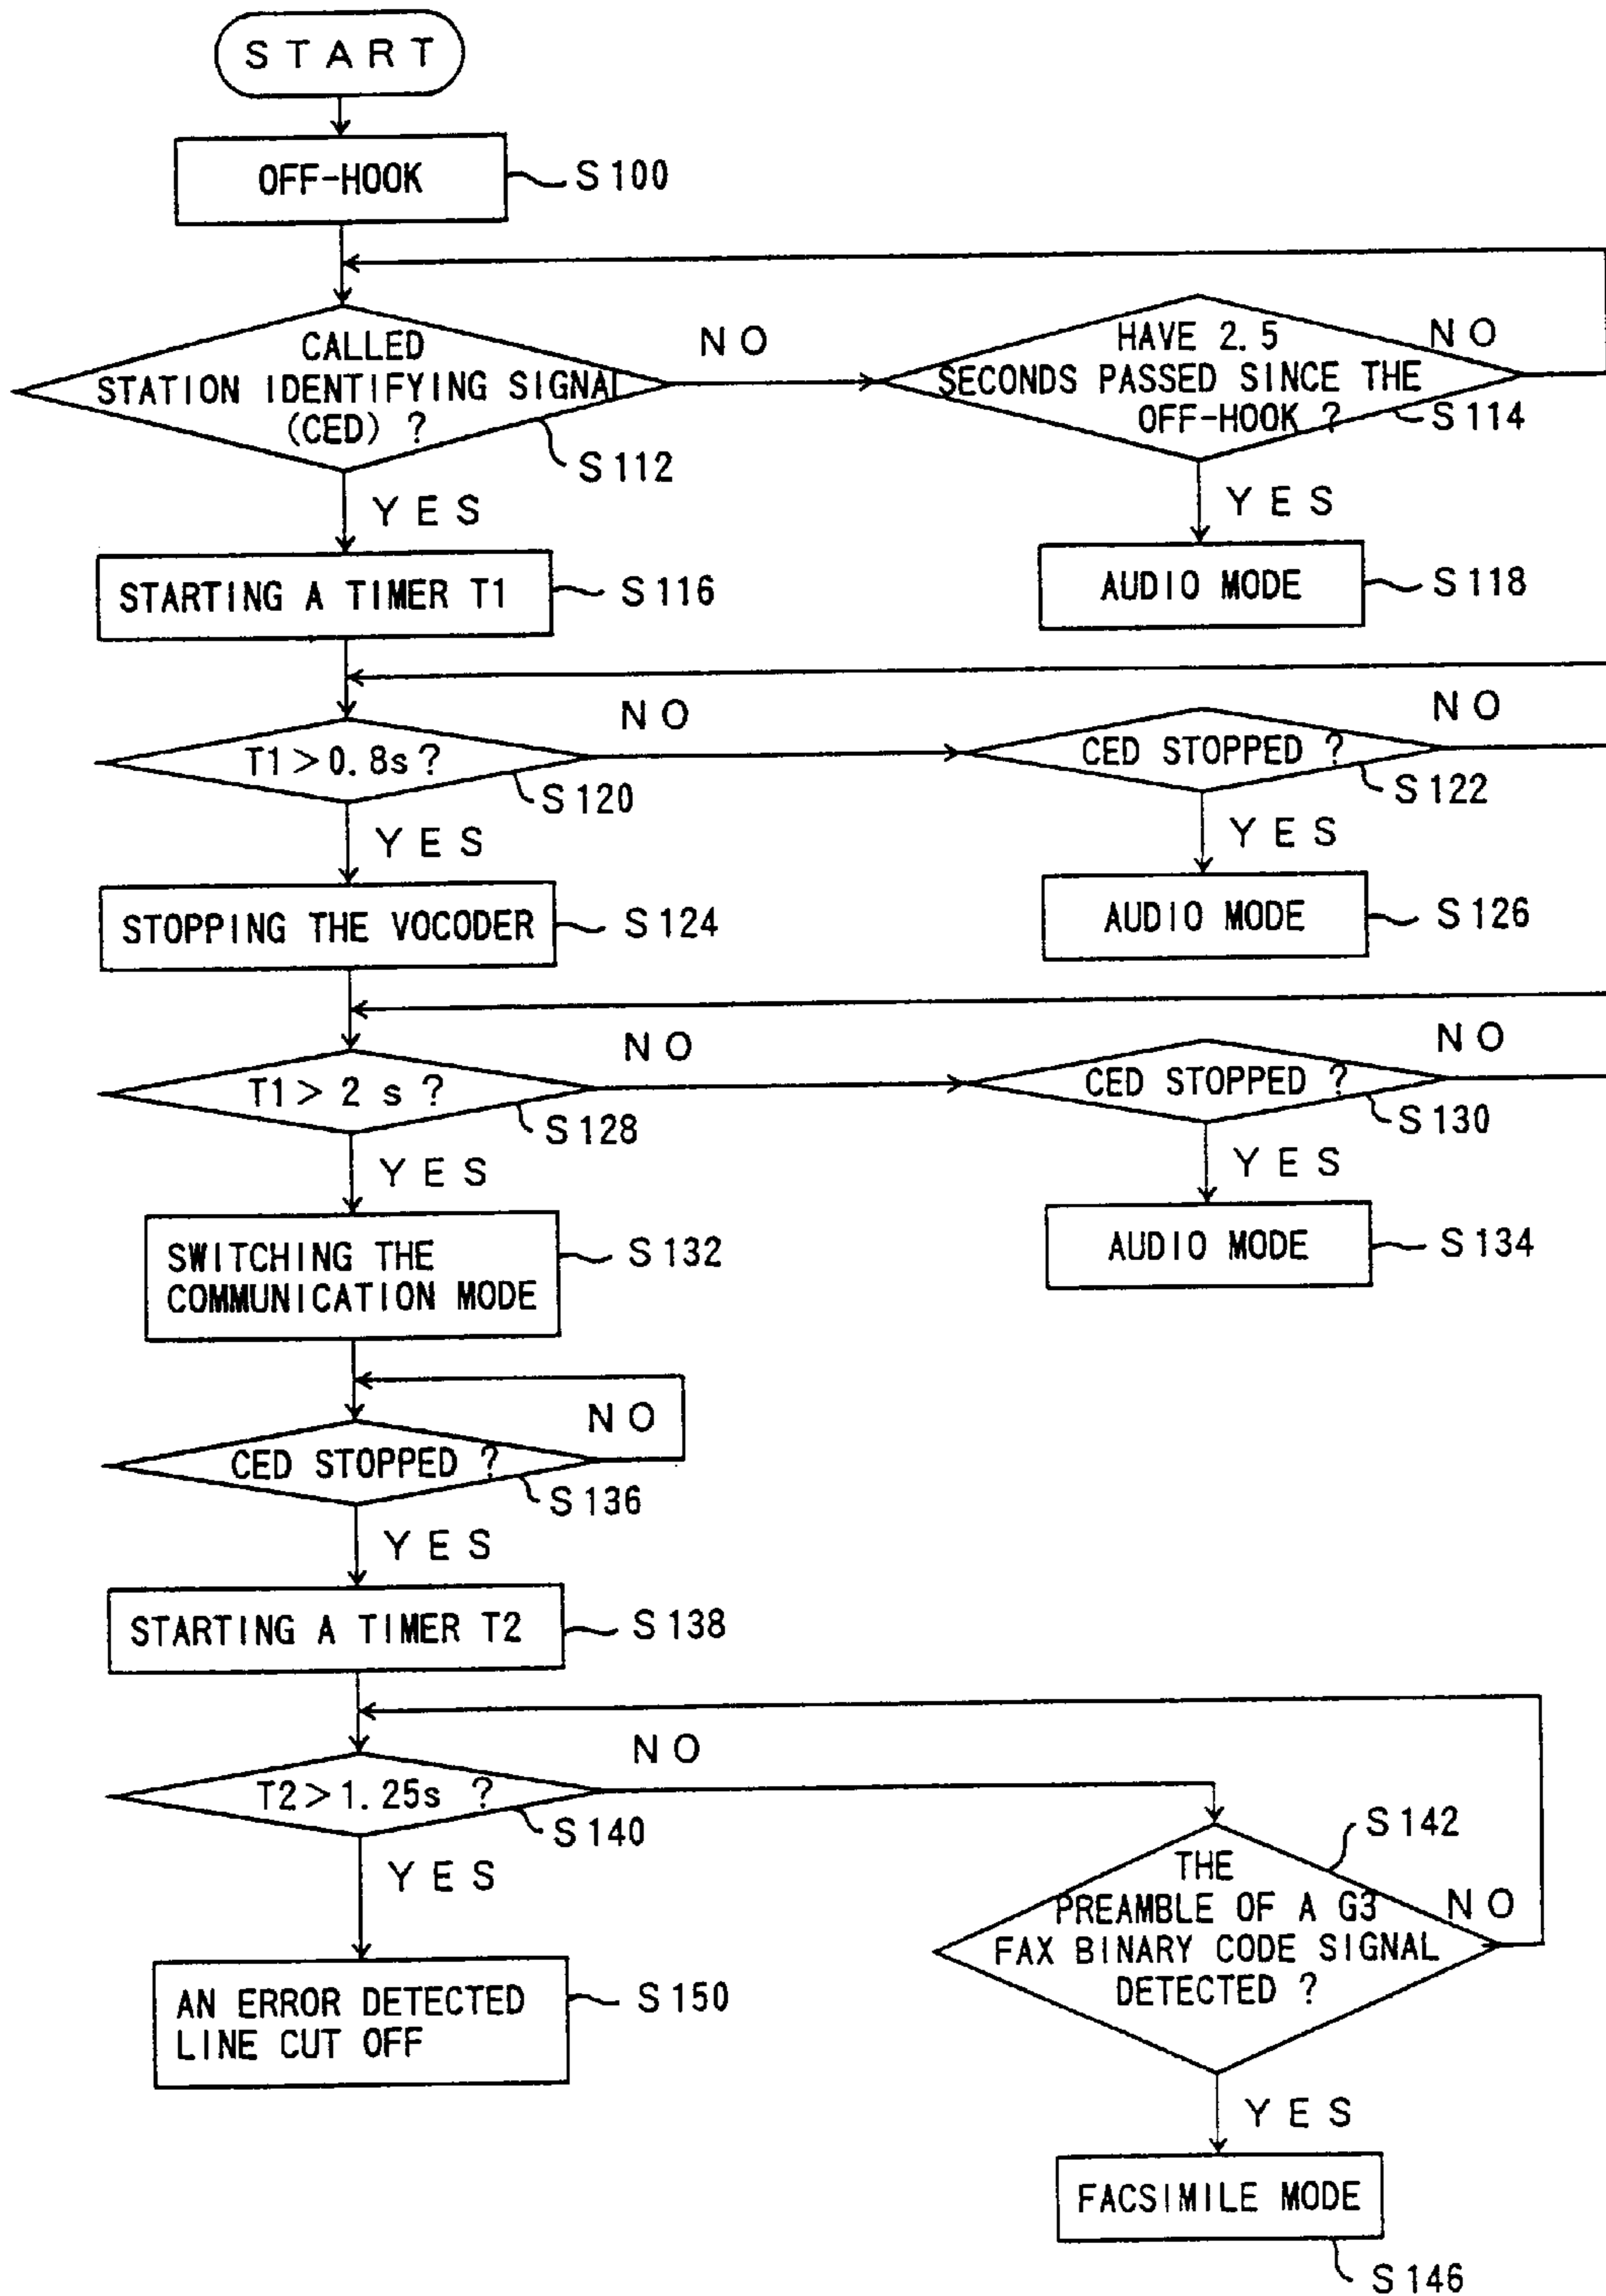 START
OFF-HOOK
S100
CALLED
STATION IDENTIFYING SIGNAL
(CED) ?
S112
NO
HAVE 2.5
SECONDS PASSED SINCE THE
OFF-HOOK ?
S114
NO
YES
YES
STARTING A TIMER T1
S116
AUDIO MODE
S118
T1 > 0.8s ?
S120
NO
CED STOPPED ?
S122
NO
YES
YES
STOPPING THE VOCODER
S124
AUDIO MODE
S126
T1 > 2 s ?
S128
NO
CED STOPPED ?
S130
NO
YES
YES
SWITCHING THE
COMMUNICATION MODE
S132
AUDIO MODE
S134
CED STOPPED ?
S136
NO
YES
STARTING A TIMER T2
S138
T2 > 1.25s ?
S140
NO
YES
S142
THE
PREAMBLE OF A G3
FAX BINARY CODE SIGNAL
DETECTED ?
NO
AN ERROR DETECTED
LINE CUT OFF
S150
YES
FACSIMILE MODE
S146